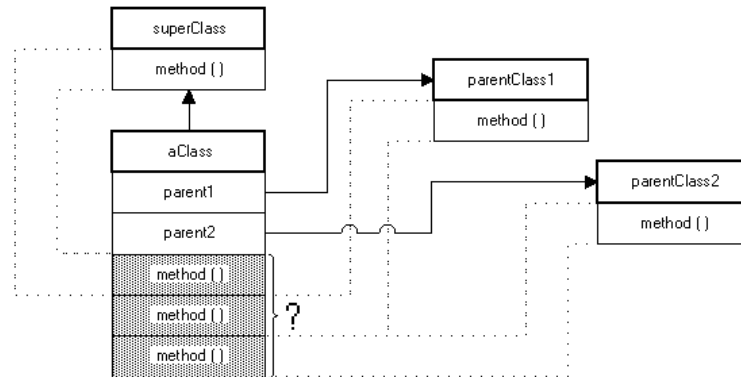 superClass
method ( )
parentClass1
method ( )
aClass
parent1
parent2
parentClass2
method ( )
method ( )
method ( )
method ( )
?